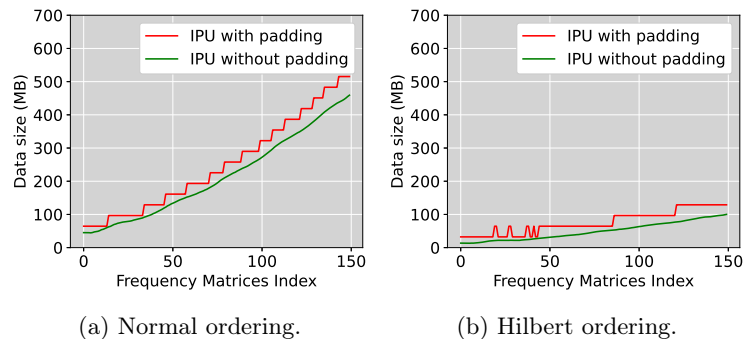 700
600
500
400
300
200
100
0
Data size (MB)
IPU with padding
IPU without padding
0 50 100 150
Frequency Matrices Index
(a) Normal ordering.
700
600
500
400
300
200
100
0
Data size (MB)
IPU with padding
IPU without padding
0 50 100 150
Frequency Matrices Index
(b) Hilbert ordering.